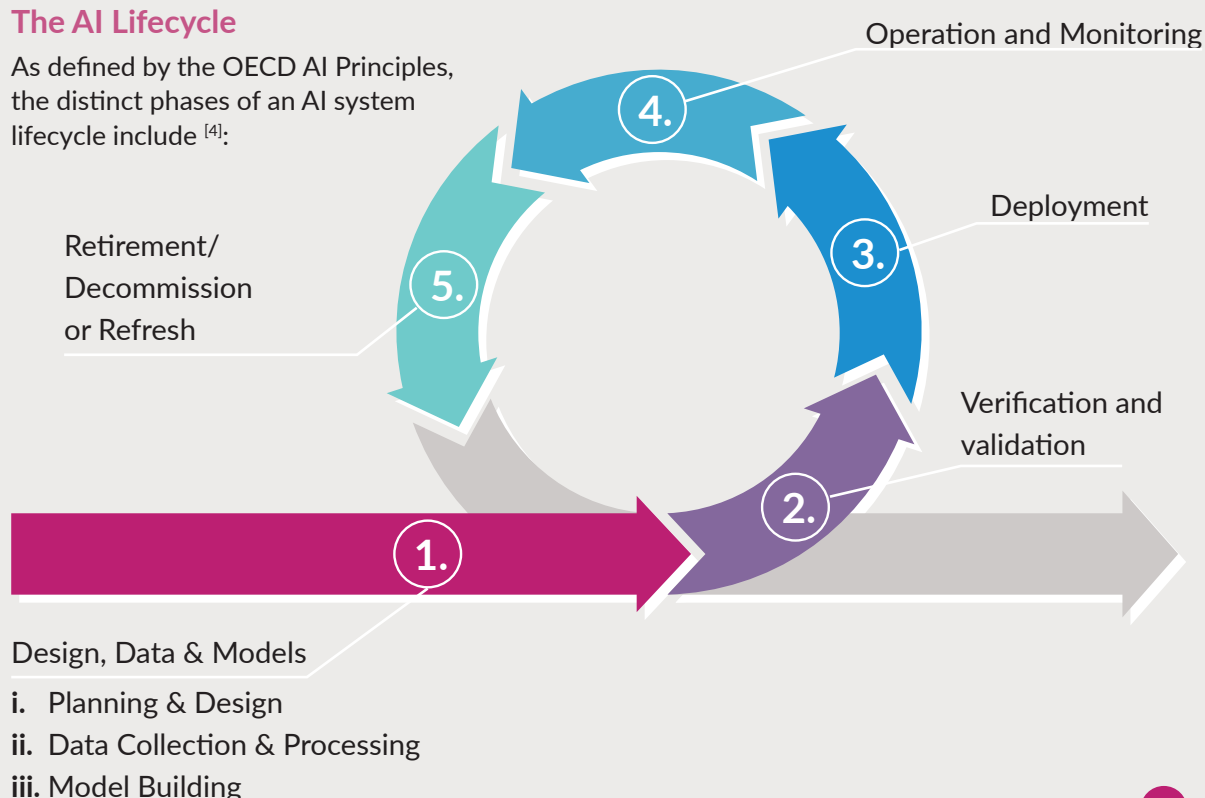 The AI Lifecycle
As defined by the OECD AI Principles,
the distinct phases of an AI system
lifecycle include [4]:
Operation and Monitoring
4.
Deployment
3.
Retirement/
Decommission
or Refresh
5.
Verification and
validation
2.
1.
Design, Data & Models
i. Planning & Design
ii. Data Collection & Processing
iii. Model Building